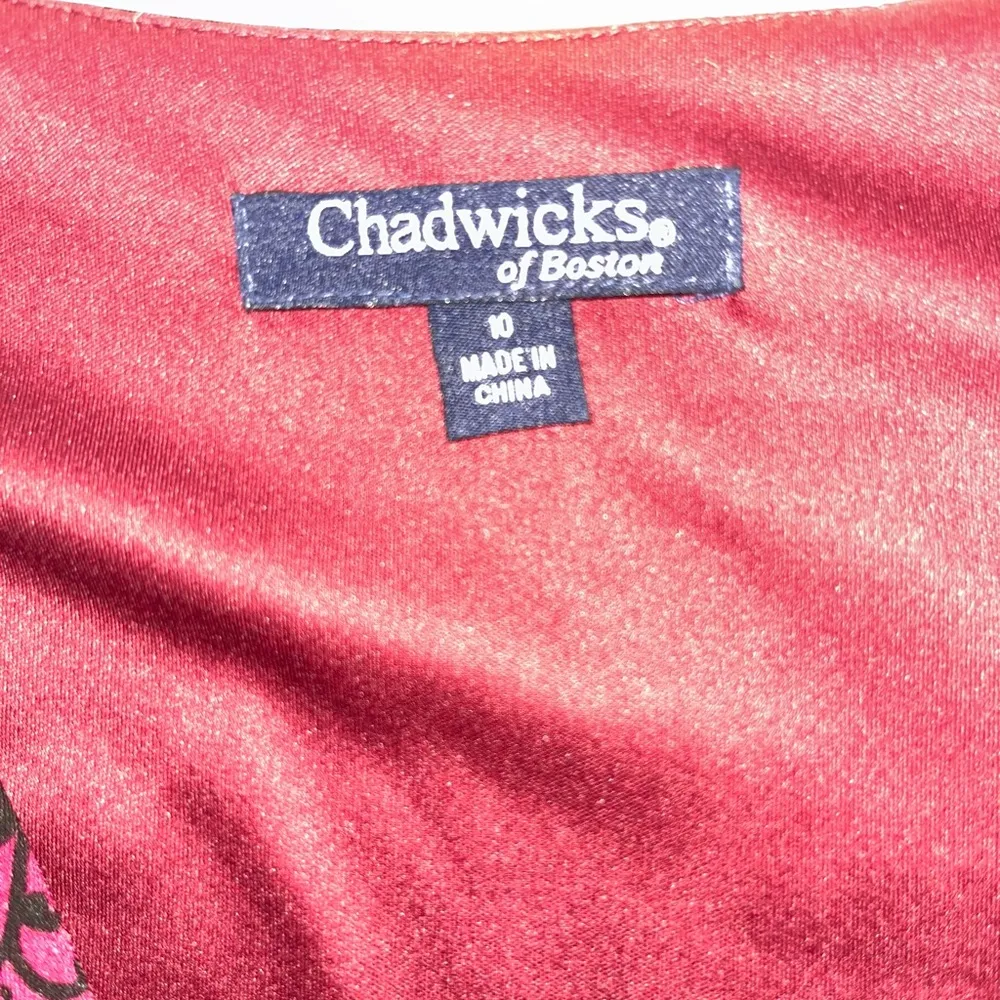 Chadwicks®
of Boston
10
MADE IN
CHINA